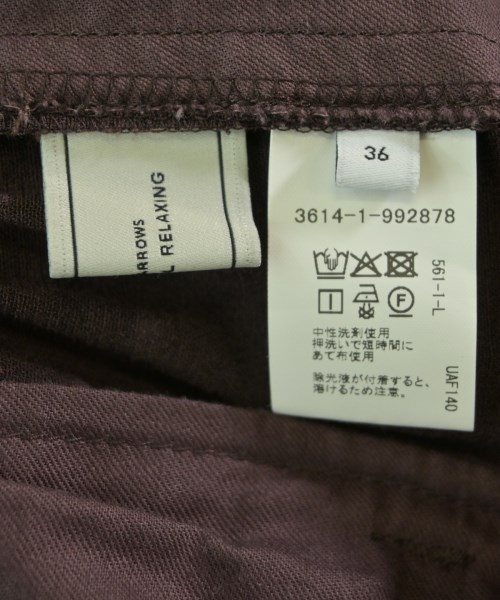 ARROWS
L RELAXING
36
3614-1-992878
F
561-1-L
中性洗剤使用
押洗いで短時間に
あて布使用
除光液が付着すると、
溶けるため注意。
UAF140